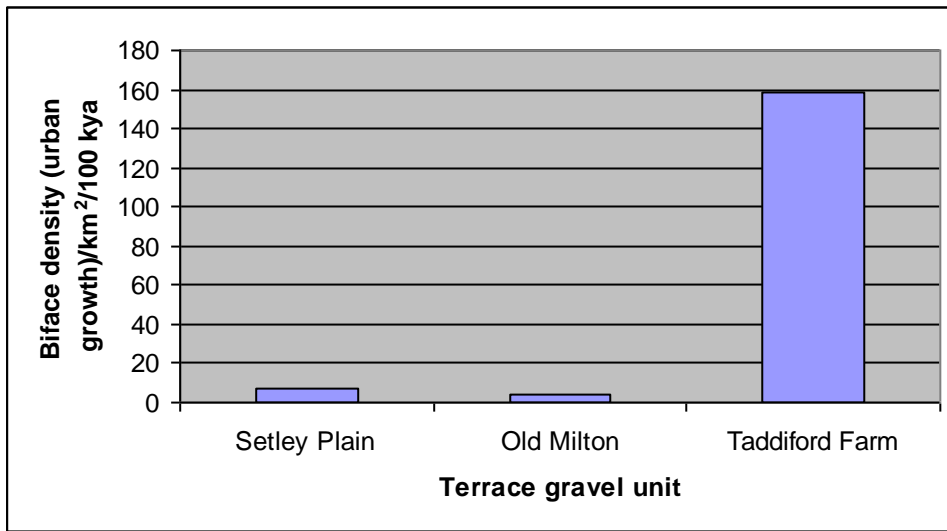 180
160
140
120
100
80
60
40
20
0
Biface density (urban
growth)/km²/100 kya
Setley Plain
Old Milton
Taddiford Farm
Terrace gravel unit